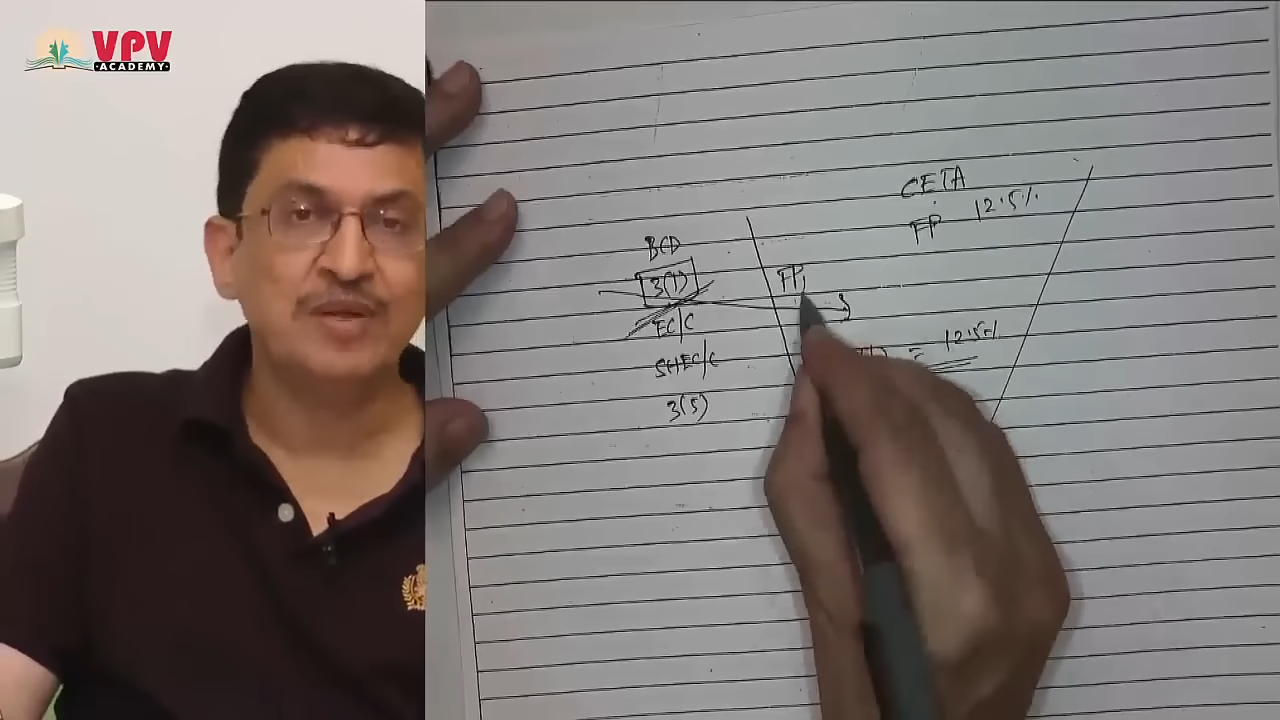 VPV
ACADEMY
CETA
FP 12.5%
BCD
3(1)
FP,
EC/C
= 12.5%
SHEC/C
3(5)